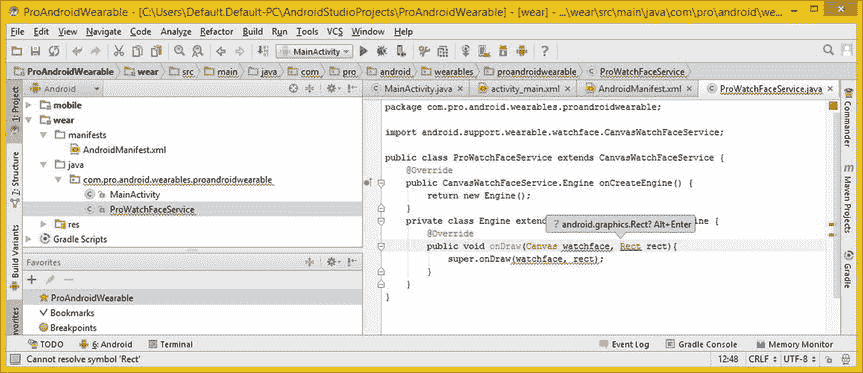 ProAndroidWearable - [C:\Users\Default.Default-PC\AndroidStudioProjects\ProAndroidWearable] - [wear] - ...\wear\src\main\java\com\pro\android\we...
File Edit View Navigate Code Analyze Refactor Build Run Tools VCS Window Help
MainActivity
ProAndroidWearable wear src main java com pro android wearables proandroidwearable ProWatchFaceService
Android
MainActivity.java activity_main.xml AndroidManifest.xml ProWatchFaceService.java
1: Project
7: Structure
Build Variants
Favorites
mobile
wear
manifests
AndroidManifest.xml
java
com.pro.android.wearables.proandroidwearable
MainActivity
ProWatchFaceService
res
Gradle Scripts
Favorites
ProAndroidWearable
Bookmarks
Breakpoints
package com.pro.android.wearables.proandroidwearable;
import android.support.wearable.watchface.CanvasWatchFaceService;
public class ProWatchFaceService extends CanvasWatchFaceService {
@Override
public CanvasWatchFaceService.Engine onCreateEngine() {
return new Engine();
}
private class Engine extend
? android.graphics.Rect? Alt+Enter
ne {
@Override
public void onDraw(Canvas watchface, Rect rect){
super.onDraw(watchface, rect);
}
}
}
Commander
Maven Projects
Gradle
TODO 6: Android Terminal Event Log Gradle Console Memory Monitor
Cannot resolve symbol 'Rect' 12:48 CRLF UTF-8